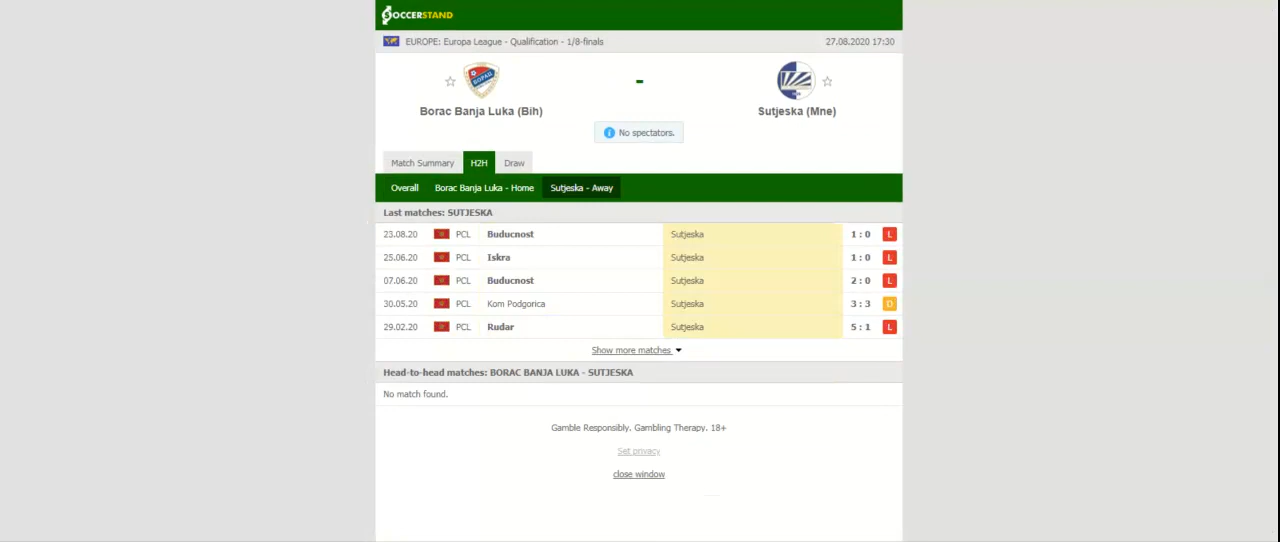 SOCCERSTAND
EUROPE: Europa League - Qualification - 1/8-finals 27.08.2020 17:30
БОРАЦ
-
Borac Banja Luka (Bih) Sutjeska (Mne)
No spectators.
Match Summary H2H Draw
Overall Borac Banja Luka - Home Sutjeska - Away
Last matches: SUTJESKA
23.08.20 PCL Buducnost Sutjeska 1 : 0 L
25.06.20 PCL Iskra Sutjeska 1 : 0 L
07.06.20 PCL Buducnost Sutjeska 2 : 0 L
30.05.20 PCL Kom Podgorica Sutjeska 3 : 3 D
29.02.20 PCL Rudar Sutjeska 5 : 1 L
Show more matches
Head-to-head matches: BORAC BANJA LUKA - SUTJESKA
No match found.
Gamble Responsibly. Gambling Therapy. 18+
Set privacy
close window